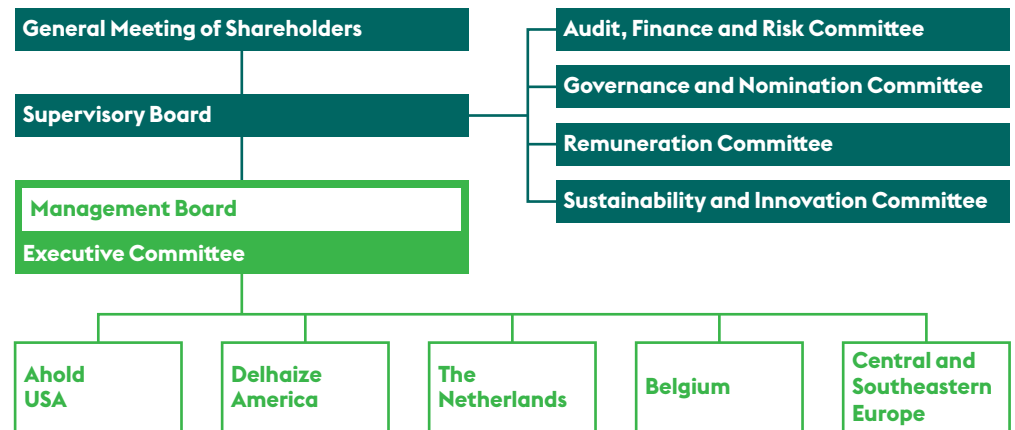 General Meeting of Shareholders
Supervisory Board
Management Board
Executive Committee
Audit, Finance and Risk Committee
Governance and Nomination Committee
Remuneration Committee
Sustainability and Innovation Committee
Ahold
USA
Delhaize
America
The
Netherlands
Belgium
Central and
Southeastern
Europe